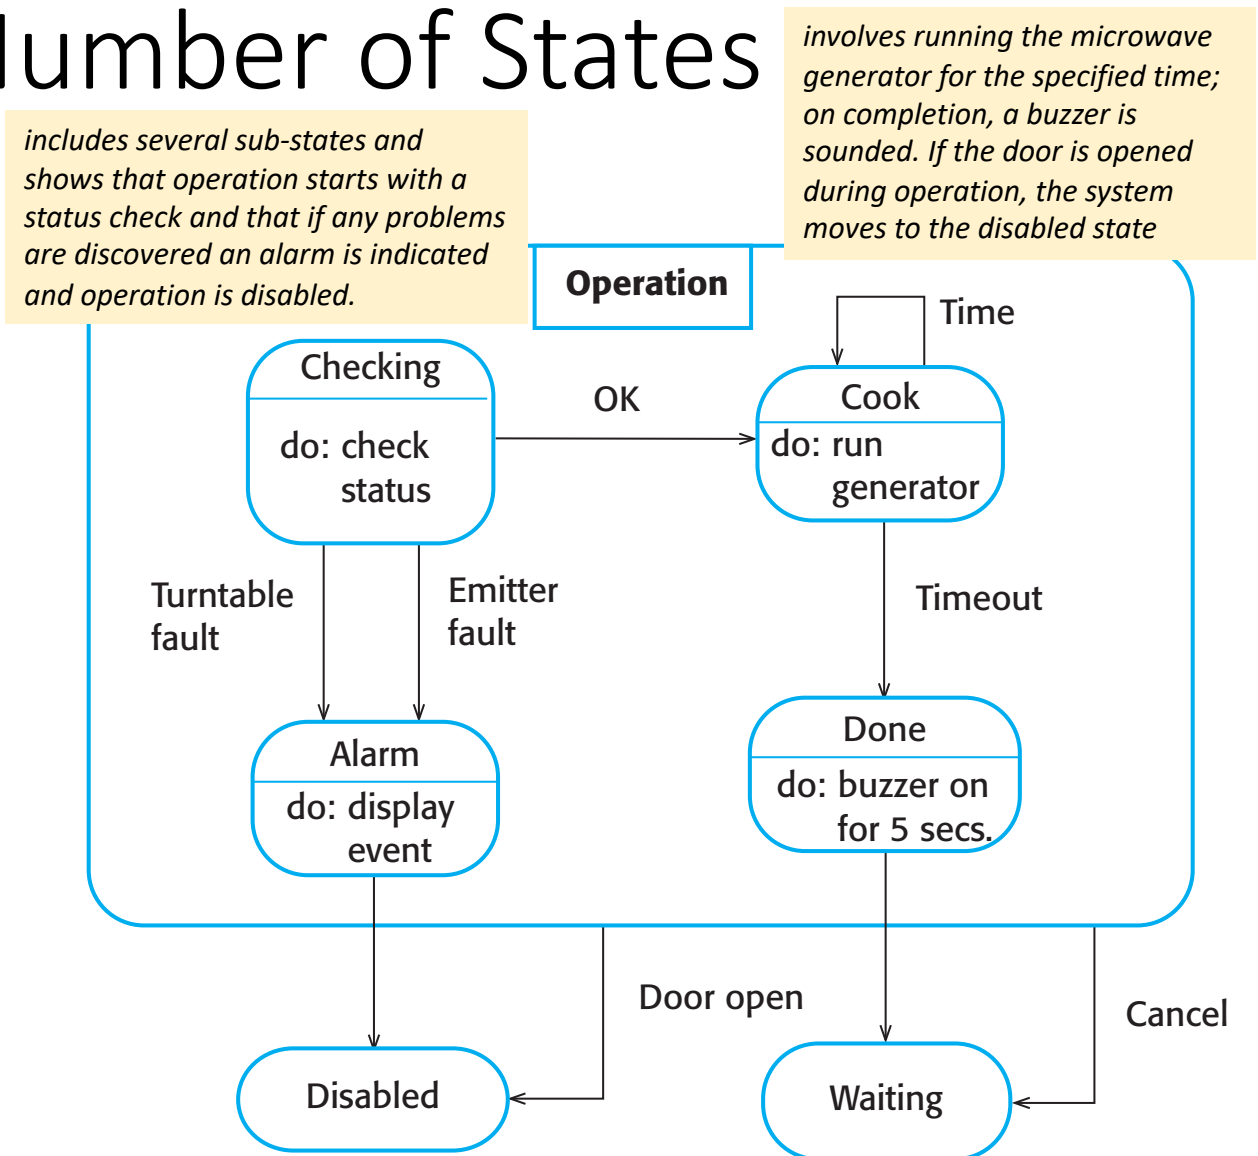 Number of States
involves running the microwave
generator for the specified time;
on completion, a buzzer is
sounded. If the door is opened
during operation, the system
moves to the disabled state
includes several sub-states and
shows that operation starts with a
status check and that if any problems
are discovered an alarm is indicated
and operation is disabled.
Operation
Time
Checking
do: check
status
OK
Cook
do: run
generator
Turntable
fault
Emitter
fault
Timeout
Alarm
do: display
event
Done
do: buzzer on
for 5 secs.
Door open
Cancel
Disabled
Waiting